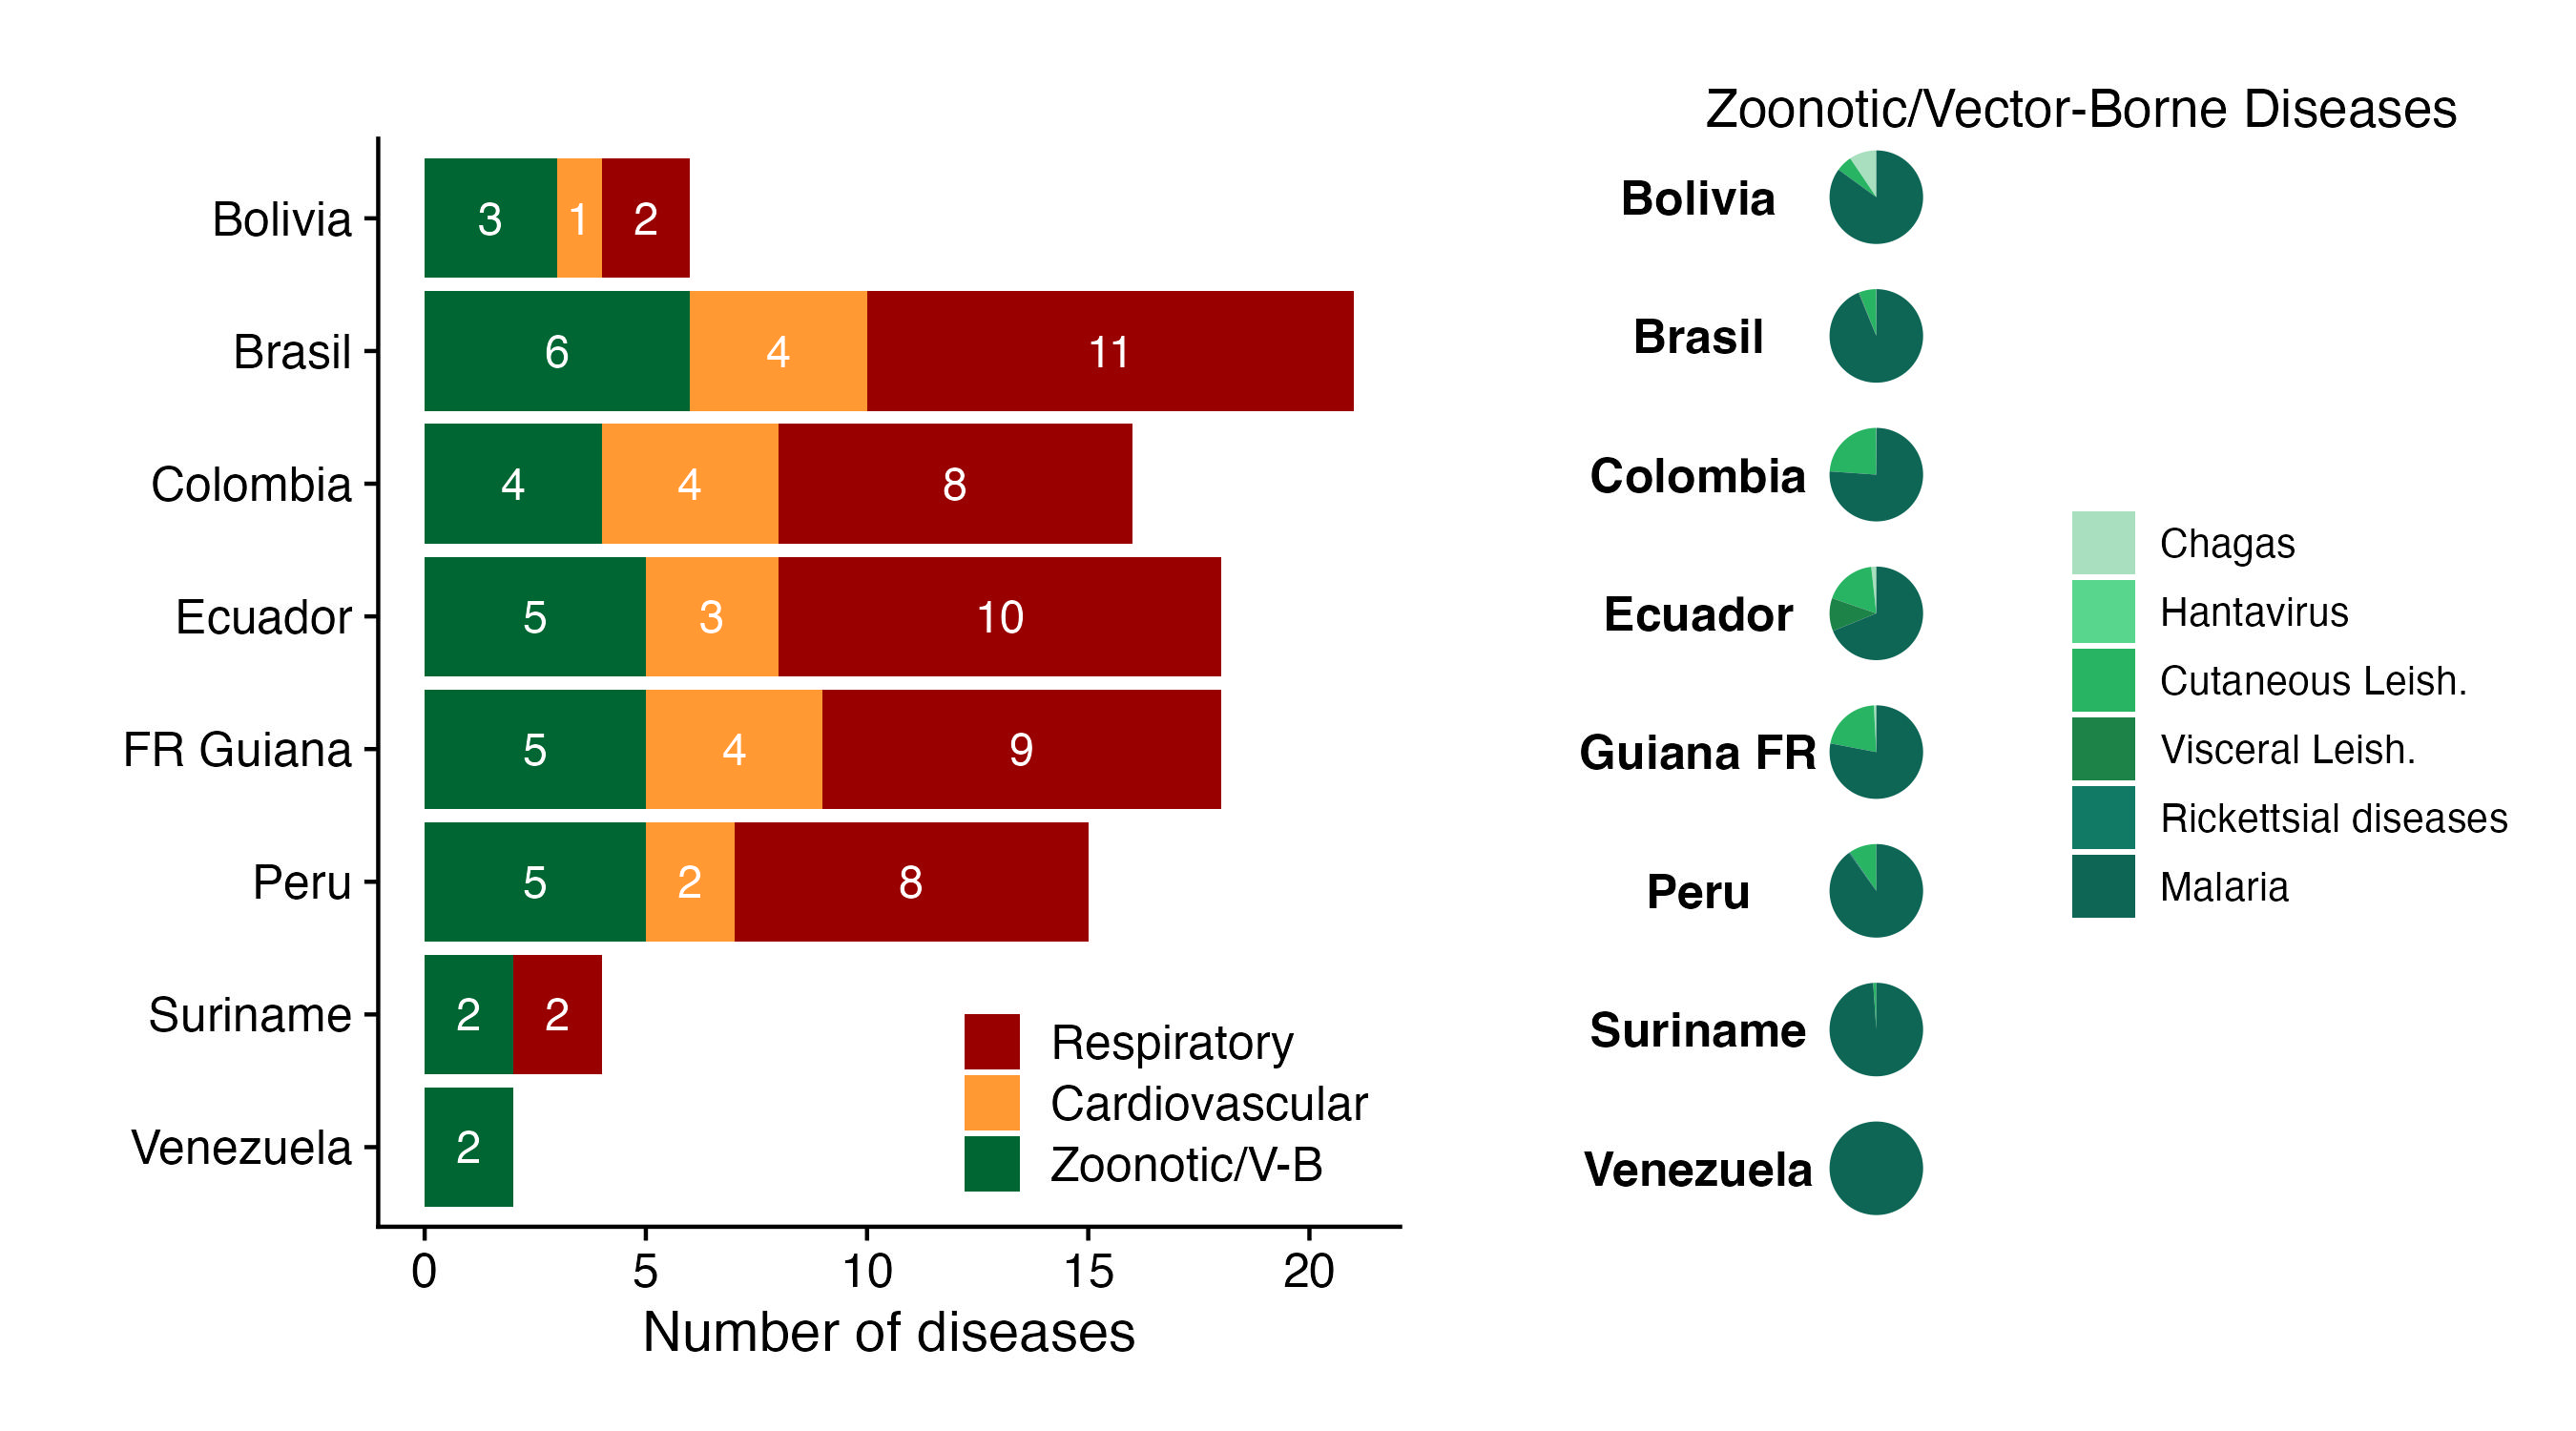 Bolivia
3 1 2
Brasil
6 4 11
Colombia
4 4 8
Ecuador
5 3 10
FR Guiana
5 4 9
Peru
5 2 8
Suriname
2 2
Venezuela
2
Respiratory
Cardiovascular
Zoonotic/V-B
0 5 10 15 20
Number of diseases
Zoonotic/Vector-Borne Diseases
Bolivia
Brasil
Colombia
Ecuador
Guiana FR
Peru
Suriname
Venezuela
Chagas
Hantavirus
Cutaneous Leish.
Visceral Leish.
Rickettsial diseases
Malaria